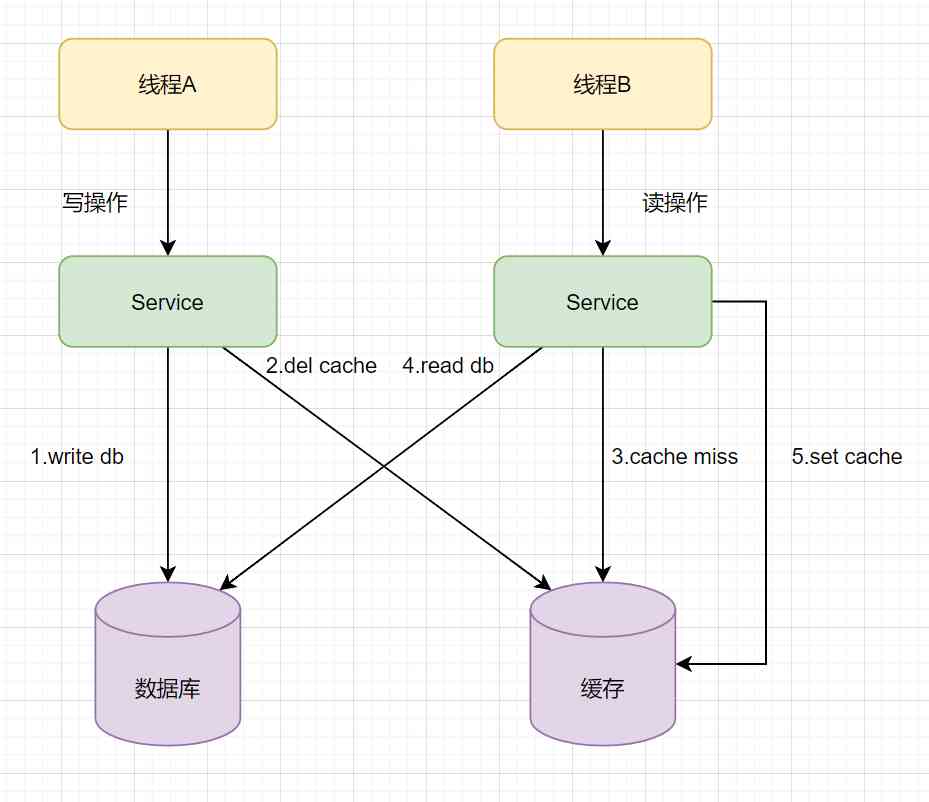 线程A
线程B
写操作
读操作
Service
Service
2.del cache
4.read db
1.write db
3.cache miss
5.set cache
数据库
缓存